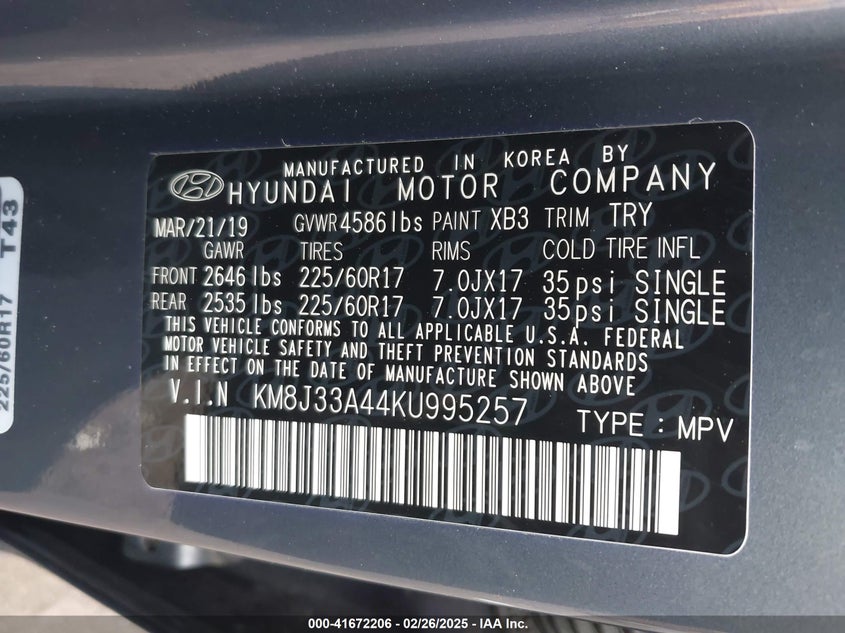 MANUFACTURED IN KOREA BY
HYUNDAI MOTOR COMPANY
MAR/21/19 GVWR 4586lbs PAINT XB3 TRIM TRY
GAWR TIRES RIMS COLD TIRE INFL
FRONT 2646 lbs 225/60R17 7.0JX17 35psi SINGLE
REAR 2535 lbs 225/60R17 7.0JX17 35psi SINGLE
THIS VEHICLE CONFORMS TO ALL APPLICABLE U.S.A. FEDERAL
MOTOR VEHICLE SAFETY AND THEFT PREVENTION STANDARDS
IN EFFECT ON THE DATE OF MANUFACTURE SHOWN ABOVE
V.I.N KM8J33A44KU995257
TYPE : MPV
225/60R17 T43
000-41672206 - 02/26/2025 - IAA Inc.